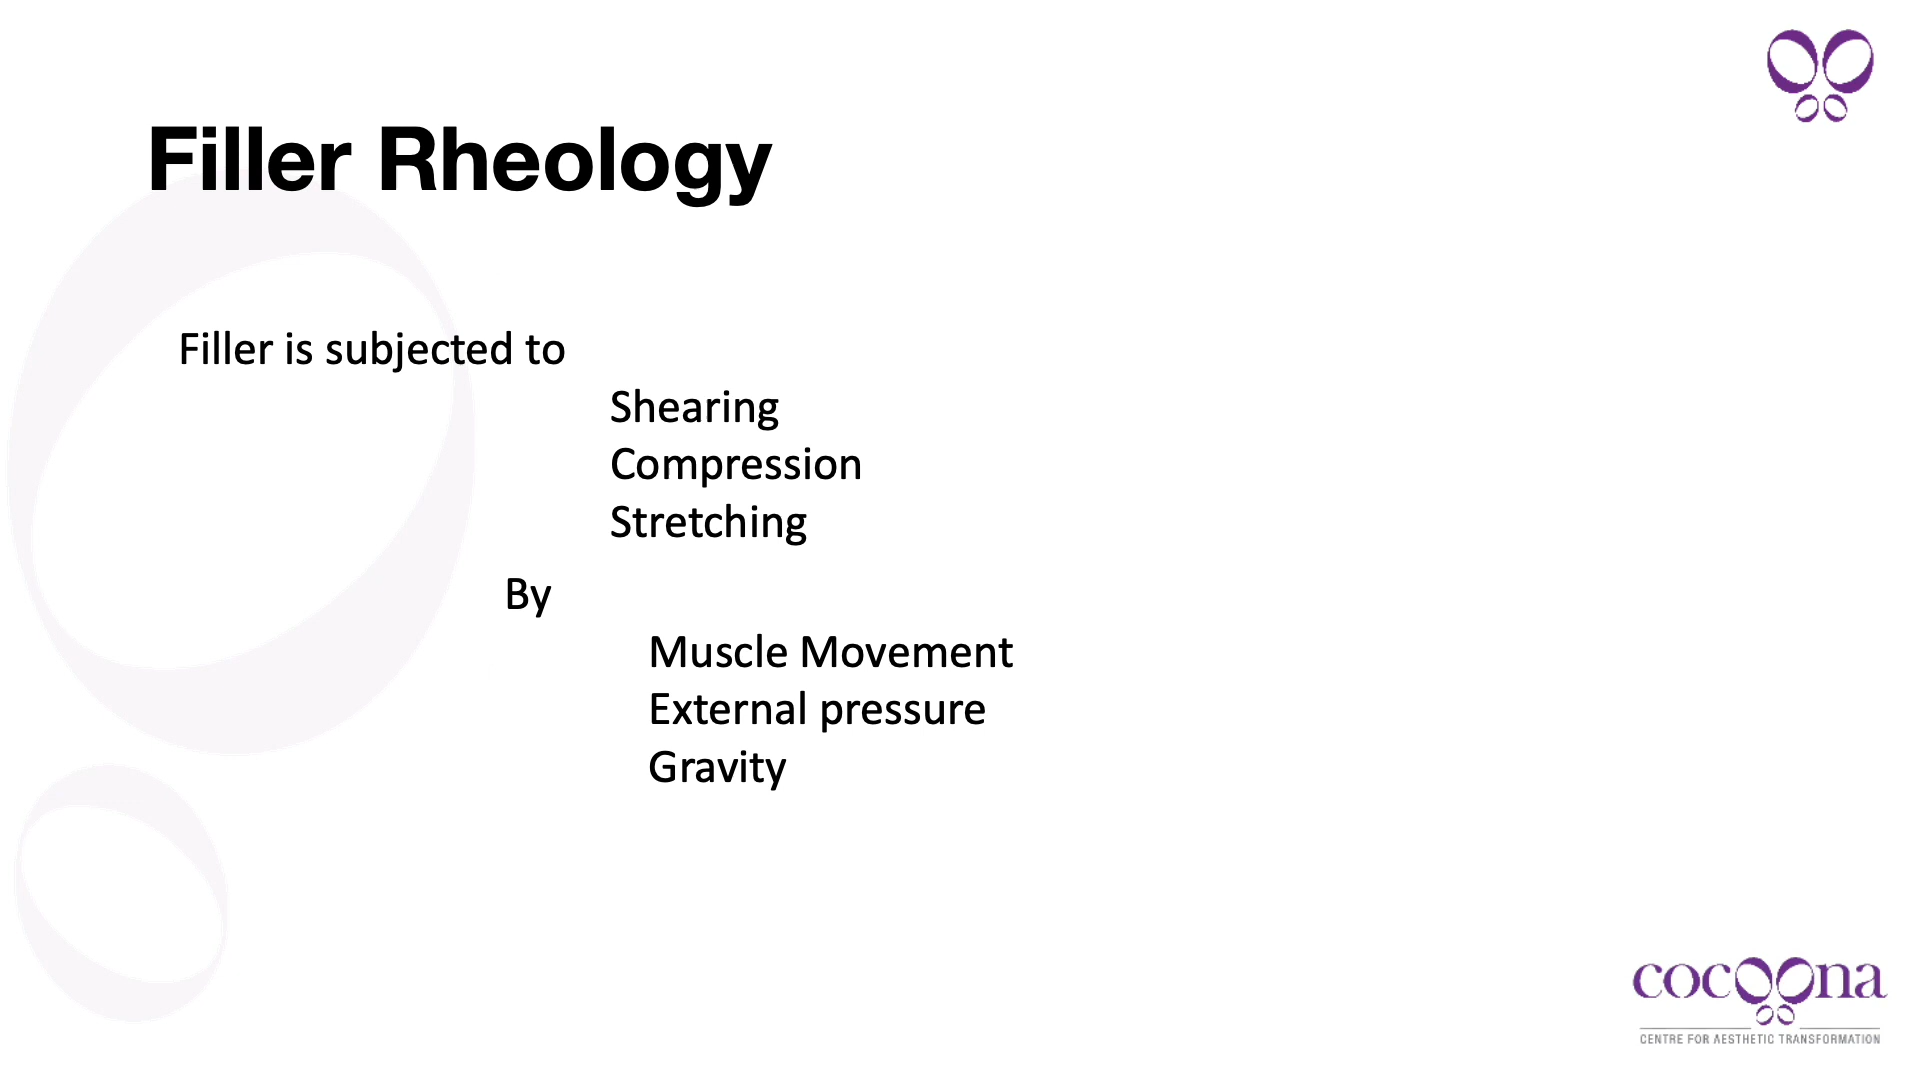 Filler Rheology
Filler is subjected to
Shearing
Compression
Stretching
By
Muscle Movement
External pressure
Gravity
cocoona
CENTRE FOR AESTHETIC TRANSFORMATION